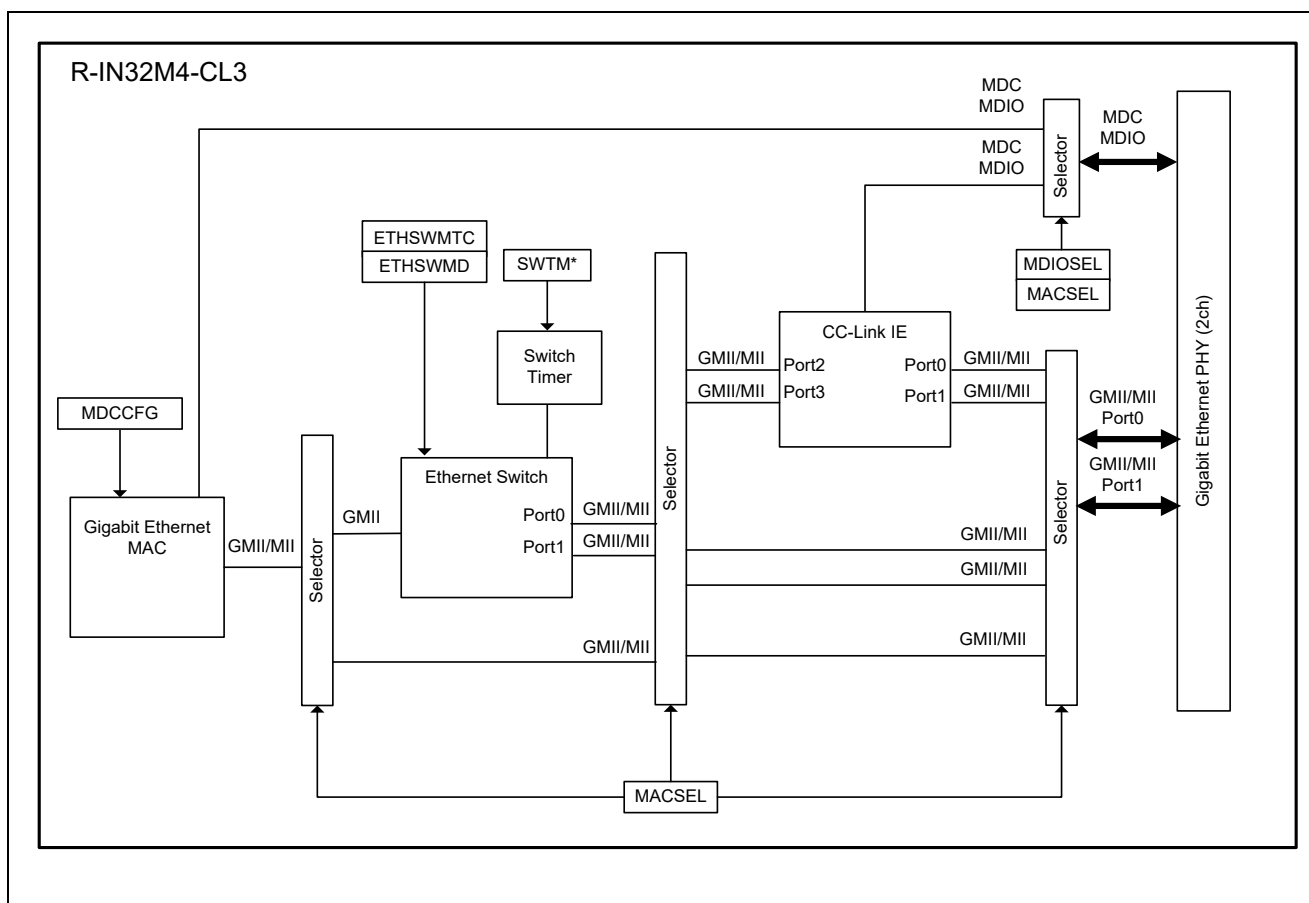 R-IN32M4-CL3
MDC
MDIO
MDC
MDIO
Selector
MDC
MDIO
MDIOSEL
MACSEL
Gigabit Ethernet PHY (2ch)
ETHSWMTC
ETHSWMD
SWTM*
Switch
Timer
MDCCFG
Gigabit Ethernet
MAC
GMII/MII
Selector
GMII
Ethernet Switch
Port0
Port1
GMII/MII
GMII/MII
GMII/MII
Selector
GMII/MII
GMII/MII
CC-Link IE
Port2
Port3
Port0
Port1
GMII/MII
GMII/MII
GMII/MII
GMII/MII
GMII/MII
Selector
GMII/MII
Port0
GMII/MII
Port1
MACSEL